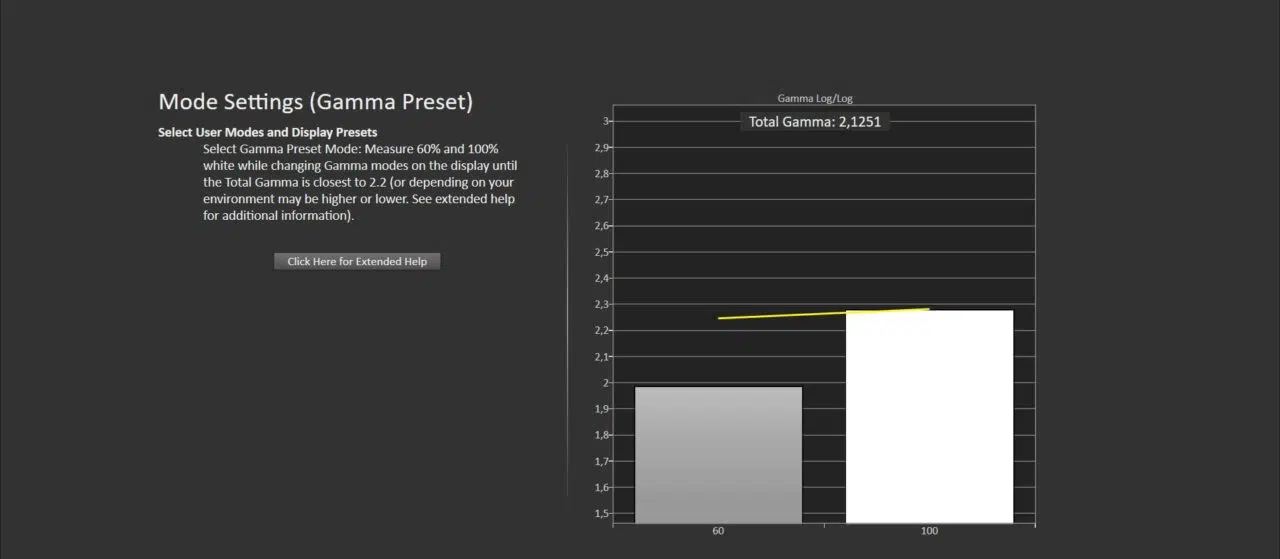 Mode Settings (Gamma Preset)
Select User Modes and Display Presets
Select Gamma Preset Mode: Measure 60% and 100%
white while changing Gamma modes on the display until
the Total Gamma is closest to 2.2 (or depending on your
environment may be higher or lower. See extended help
for additional information).
Click Here for Extended Help
Gamma Log/Log
Total Gamma: 2,1251
3
2,9
2,8
2,7
2,6
2,5
2,4
2,3
2,2
2,1
2
1,9
1,8
1,7
1,6
1,5
60
100